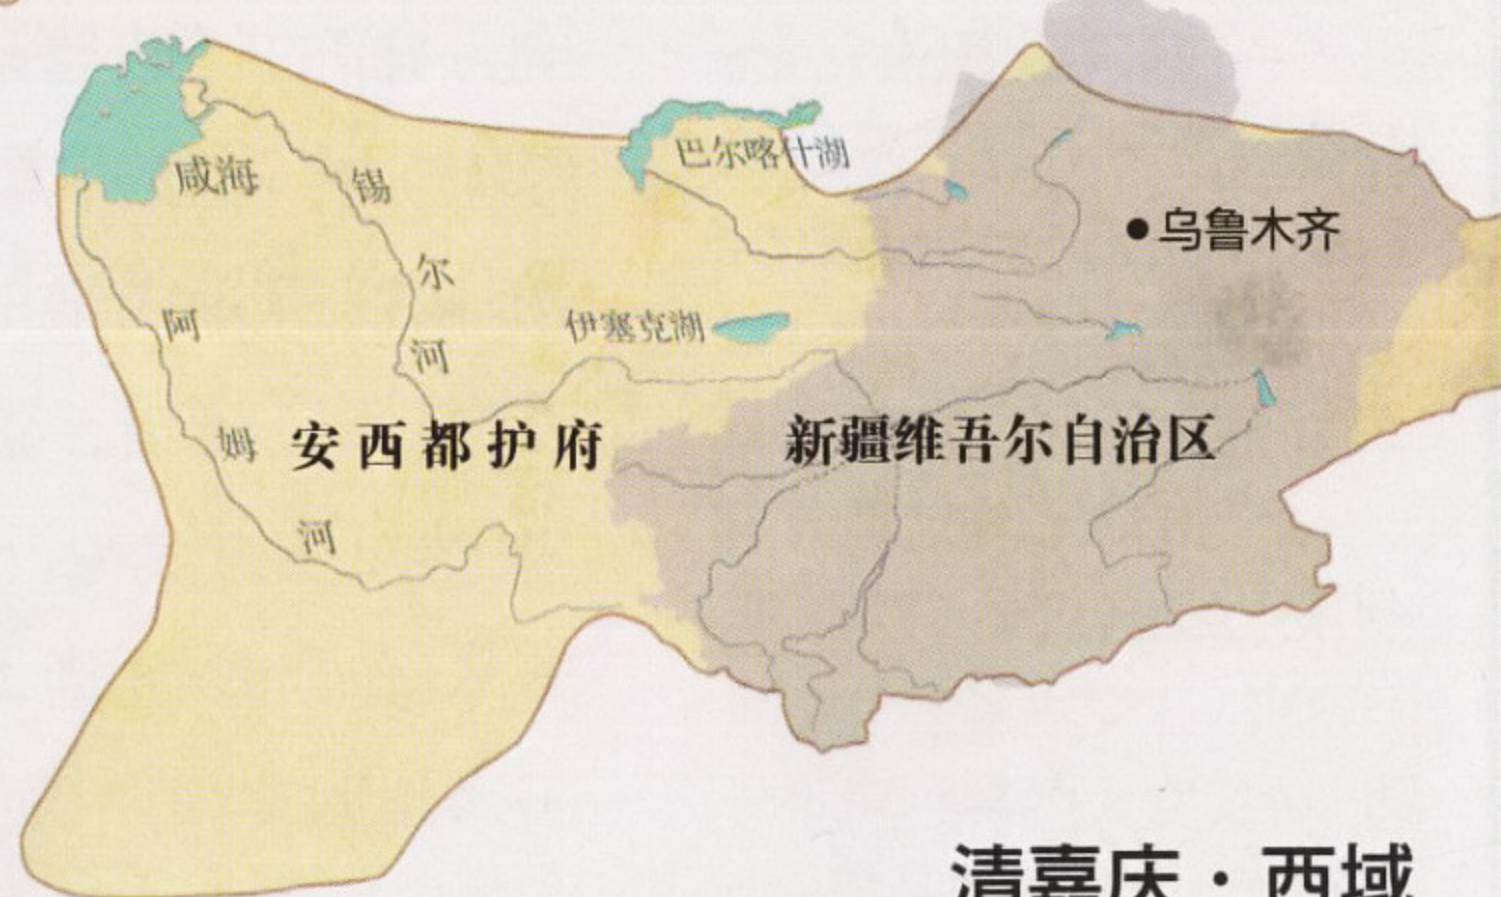 咸海
锡尔河
巴尔喀什湖
乌鲁木齐
阿姆河
伊塞克湖
安西都护府
新疆维吾尔自治区
清嘉庆·西域